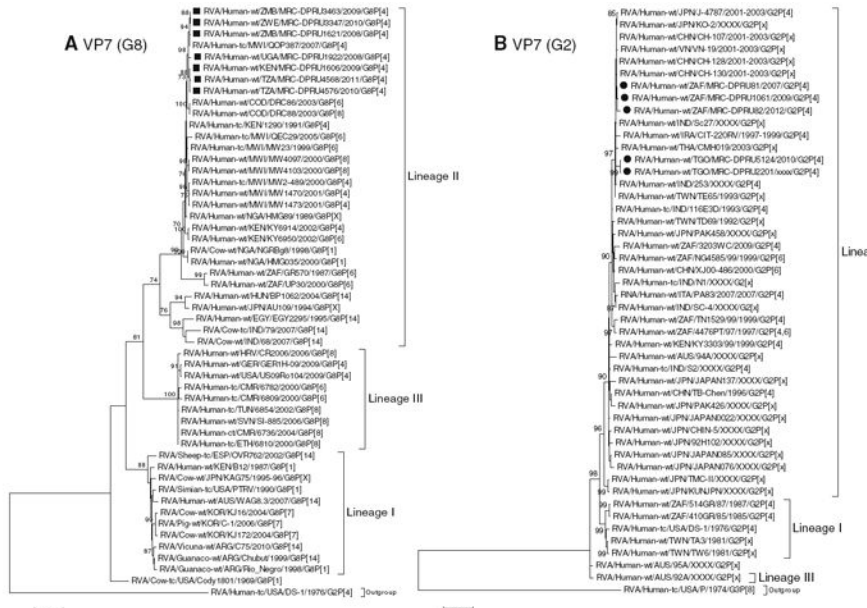 A VP7 (G8)
RVA/Human-wt/ZMB/MRC-DPRU3463/2009/G8P[4]
RVA/Human-wt/ZWE/MRC-DPRU3347/2010/G8P[4]
RVA/Human-wt/ZMB/MRC-DPRU1621/2008/G8P[4]
RVA/Human-tc/MWI/QOP387/2007/G8P[4]
RVA/Human-wt/UGA/MRC-DPRU1922/2008/G8P[4]
RVA/Human-wt/KEN/MRC-DPRU1606/2009/G8P[4]
RVA/Human-wt/TZA/MRC-DPRU4568/2011/G8P[4]
RVA/Human-wt/TZA/MRC-DPRU4576/2010/G8P[4]
RVA/Human-wt/COD/DRC86/2003/G8P[6]
RVA/Human-wt/COD/DRC88/2003/G8P[8]
RVA/Human-tc/KEN/1290/1991/G8P[4]
RVA/Human-tc/MWI/QEC29/2005/G8P[6]
RVA/Human-tc/MWI/MW23/1999/G8P[6]
RVA/Human-wt/MWI/MW4097/2000/G8P[8]
RVA/Human-wt/MWI/MW4103/2000/G8P[8]
RVA/Human-tc/MWI/MW2-489/2000/G8P[4]
RVA/Human-wt/MWI/MW1470/2001/G8P[4]
RVA/Human-wt/MWI/MW1473/2001/G8P[4]
RVA/Human-wt/NGA/HMG89/1989/G8P[X]
RVA/Human-wt/KEN/KY6914/2002/G8P[4]
RVA/Human-wt/KEN/KY6950/2002/G8P[6]
RVA/Cow-wt/NGA/NGRBg8/1998/G8P[1]
RVA/Human-wt/NGA/HMG035/2000/G8P[1]
RVA/Human-wt/ZAF/GR570/1987/G8P[6]
RVA/Human-wt/ZAF/UP30/2000/G8P[6]
RVA/Human-wt/HUN/BP1062/2004/G8P[14]
RVA/Human-wt/JPN/AU109/1994/G8P[X]
RVA/Human-wt/EGY/EGY2295/1995/G8P[14]
RVA/Cow-tc/IND/79/2007/G8P[14]
RVA/Cow-wt/IND/68/2007/G8P[14]
Lineage II
RVA/Human-wt/HRV/CR2006/2006/G8P[8]
RVA/Human-wt/GER/GER1H-09/2009/G8P[4]
RVA/Human-wt/USA/US09Ro104/2009/G8P[4]
RVA/Human-tc/CMR/6782/2000/G8P[6]
RVA/Human-tc/CMR/6809/2000/G8P[6]
RVA/Human-tc/TUN/6854/2002/G8P[8]
RVA/Human-wt/SVN/SI-885/2006/G8P[8]
RVA/Human-ct/CMR/6736/2004/G8P[8]
RVA/Human-tc/ETH/6810/2000/G8P[8]
Lineage III
RVA/Sheep-tc/ESP/OVR762/2002/G8P[14]
RVA/Human-wt/KEN/B12/1987/G8P[1]
RVA/Cow-wt/JPN/KAG75/1995-96/G8P[X]
RVA/Simian-tc/USA/PTRV/1990/G8P[1]
RVA/Human-wt/AUS/WAG8.3/2007/G8P[14]
RVA/Cow-wt/KOR/KJ16/2004/G8P[7]
RVA/Pig-wt/KOR/C-1/2006/G8P[7]
RVA/Cow-wt/KOR/KJ172/2004/G8P[7]
RVA/Vicuna-wt/ARG/C75/2010/G8P[14]
RVA/Guanaco-wt/ARG/Chubut/1999/G8P[14]
RVA/Guanaco-wt/ARG/Rio_Negro/1998/G8P[1]
Lineage I
RVA/Cow-tc/USA/Cody1801/1969/G8P[1]
RVA/Human-tc/USA/DS-1/1976/G2P[4]
Outgroup
88
94
98
100
76
74
99
94
76
98
81
91
100
88
99
87
B VP7 (G2)
RVA/Human-wt/JPN/J-4787/2001-2003/G2P[4]
RVA/Human-wt/JPN/KO-2/XXXX/G2P[x]
RVA/Human-wt/CHN/CH-107/2001-2003/G2P[x]
RVA/Human-wt/VN/VN-19/2001-2003/G2P[x]
RVA/Human-wt/CHN/CH-128/2001-2003/G2P[x]
RVA/Human-wt/CHN/CH-130/2001-2003/G2P[x]
RVA/Human-wt/ZAF/MRC-DPRU81/2007/G2P[4]
RVA/Human-wt/ZAF/MRC-DPRU1061/2009/G2P[4]
RVA/Human-wt/ZAF/MRC-DPRU82/2012/G2P[4]
RVA/Human-wt/IND/Sc27/XXXX/G2P[x]
RVA/Human-wt/IRA/CIT-220RV/1997-1999/G2P[4]
RVA/Human-wt/THA/CMH019/2003/G2P[x]
RVA/Human-wt/TGO/MRC-DPRU5124/2010/G2P[4]
RVA/Human-wt/TGO/MRC-DPRU2201/xxxx/G2P[4]
RVA/Human-wt/IND/253/XXXX/G2P[4]
RVA/Human-wt/TWN/TE65/1993/G2P[x]
RVA/Human-tc/IND/116E3D/1993/G2P[4]
RVA/Human-wt/TWN/TD69/1992/G2P[x]
RVA/Human-wt/JPN/PAK458/XXXX/G2P[x]
RVA/Human-wt/ZAF/3203WC/2009/G2P[4]
RVA/Human-wt/ZAF/NG4585/99/1999/G2P[6]
RVA/Human-wt/CHN/XJ00-486/2000/G2P[6]
RVA/Human-tc/IND/N1/XXXX/G2P[x]
RNA/Human-wt/ITA/PA83/2007/2007/G2P[4]
RVA/Human-wt/IND/SC-4/XXXX/G2P[x]
RVA/Human-wt/ZAF/TN1529/99/1999/G2P[4]
RVA/Human-wt/ZAF/4476PT/97/1997/G2P[4,6]
RVA/Human-wt/KEN/KY3303/99/1999/G2P[4]
RVA/Human-wt/AUS/94A/XXXX/G2P[x]
RVA/Human-tc/IND/S2/XXXX/G2P[4]
RVA/Human-wt/JPN/JAPAN137/XXXX/G2P[x]
RVA/Human-wt/CHN/TB-Chen/1996/G2P[4]
RVA/Human-wt/JPN/PAK426/XXXX/G2P[x]
RVA/Human-wt/JPN/JAPAN0X022/XXXX/G2P[x]
RVA/Human-wt/JPN/CHIN-5/XXXX/G2P[x]
RVA/Human-wt/JPN/92H102/XXXX/G2P[x]
RVA/Human-wt/JPN/JAPAN085/XXXX/G2P[x]
RVA/Human-wt/JPN/JAPAN076/XXXX/G2P[x]
RVA/Human-wt/JPN/TMC-II/XXXX/G2P[x]
RVA/Human-wt/JPN/KUNJPN/XXXX/G2P[x]
Linea
RVA/Human-wt/ZAF/514GR/87/1987/G2P[x]
RVA/Human-wt/ZAF/410GR/85/1985/G2P[4]
RVA/Human-tc/USA/DS-1/1976/G2P[4]
RVA/Human-wt/TWN/TA3/1981/G2P[x]
RVA/Human-wt/TWN/TW6/1981/G2P[x]
Lineage I
RVA/Human-wt/AUS/95A/XXXX/G2P[x]
RVA/Human-wt/AUS/92A/XXXX/G2P[x]
Lineage III
RVA/Human-tc/USA/P/1974/G3P[8]
Outgroup
85
97
99
90
97
90
96
98
99
99
99